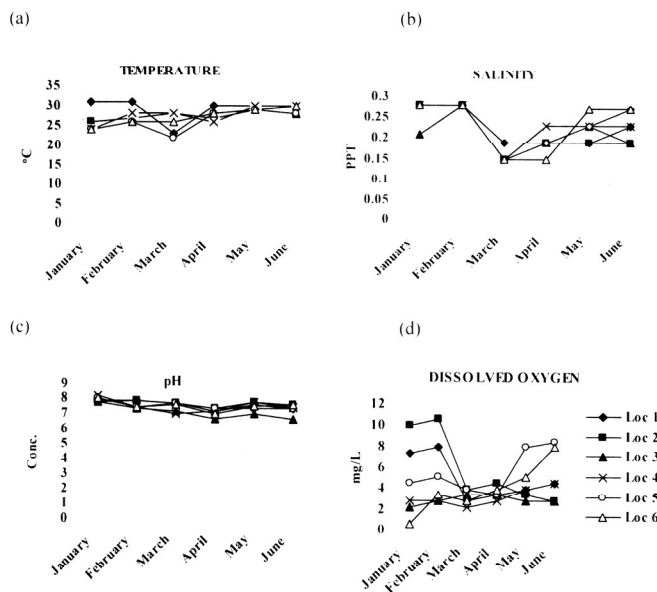 (a)
TEMPERATURE
35
30
25
20
15
10
5
0
°C
January
February
March
April
May
June
(b)
SALINITY
0.3
0.25
0.2
0.15
0.1
0.05
0
PPT
January
February
March
April
May
June
(c)
pH
9
8
7
6
5
4
3
2
1
0
Conc.
January
February
March
April
May
June
(d)
DISSOLVED OXYGEN
12
10
8
6
4
2
0
mg/L
January
February
March
April
May
June
Loc 1
Loc 2
Loc 3
Loc 4
Loc 5
Loc 6